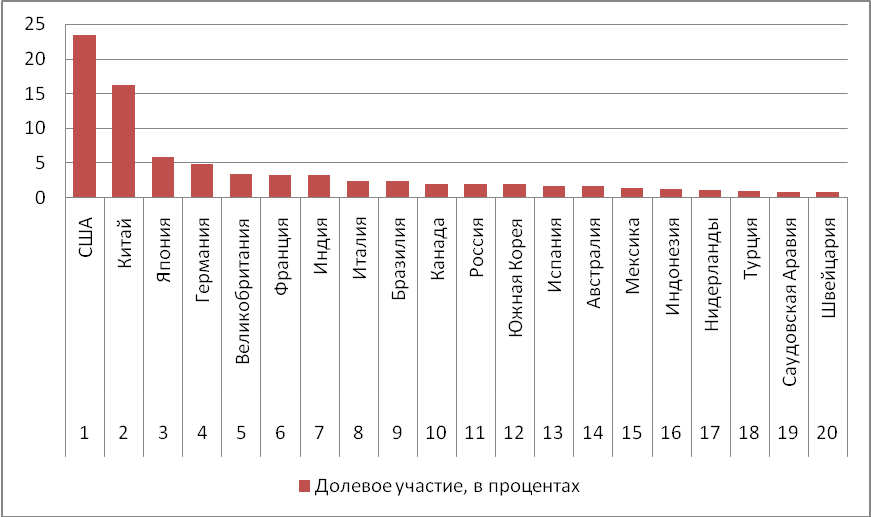 25
20
15
10
5
0
США
Китай
Япония
Германия
Великобритания
Франция
Индия
Италия
Бразилия
Канада
Россия
Южная Корея
Испания
Австралия
Мексика
Индонезия
Нидерланды
Турция
Саудовская Аравия
Швейцария
1 2 3 4 5 6 7 8 9 10 11 12 13 14 15 16 17 18 19 20
Долевое участие, в процентах